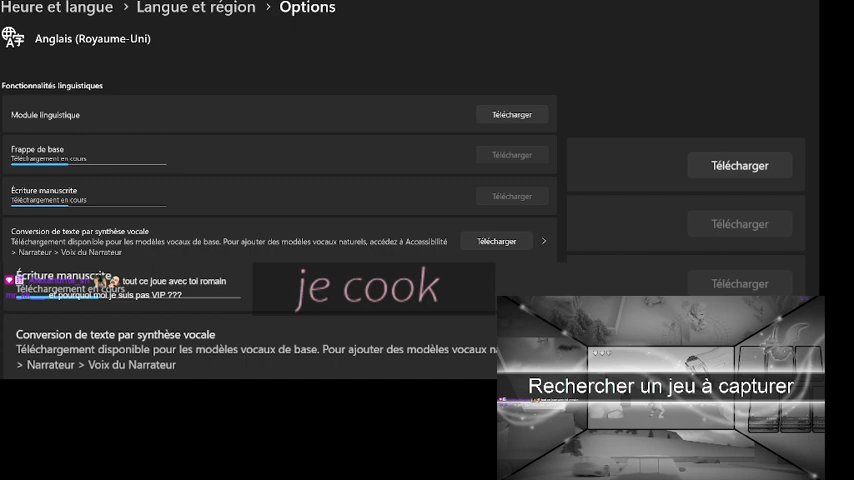 Heure et langue > Langue et région > Options
Anglais (Royaume-Uni)
Fonctionnalités linguistiques
Module linguistique
Télécharger
Frappe de base
Téléchargement en cours
Télécharger
Télécharger
Écriture manuscrite
Téléchargement en cours
Télécharger
Télécharger
Conversion de texte par synthèse vocale
Téléchargement disponible pour les modèles vocaux de base. Pour ajouter des modèles vocaux naturels, accédez à Accessibilité
> Narrateur > Voix du Narrateur
Télécharger
Écriture manuscrite
Téléchargement en cours
Télécharger
tout ce joue avec toi romain
et pourquoi moi je suis pas VIP ???
je cook
Conversion de texte par synthèse vocale
Téléchargement disponible pour les modèles vocaux de base. Pour ajouter des modèles vocaux n
> Narrateur > Voix du Narrateur
Rechercher un jeu à capturer